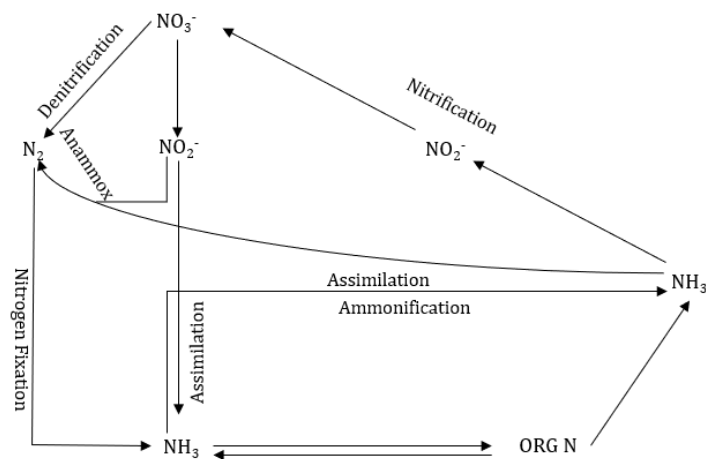 NO₃⁻
Denitrification
Nitrification
N₂
Anammox
NO₂⁻
NO₂⁻
Nitrogen Fixation
Assimilation
Assimilation
Ammonification
NH₃
NH₃
ORG N